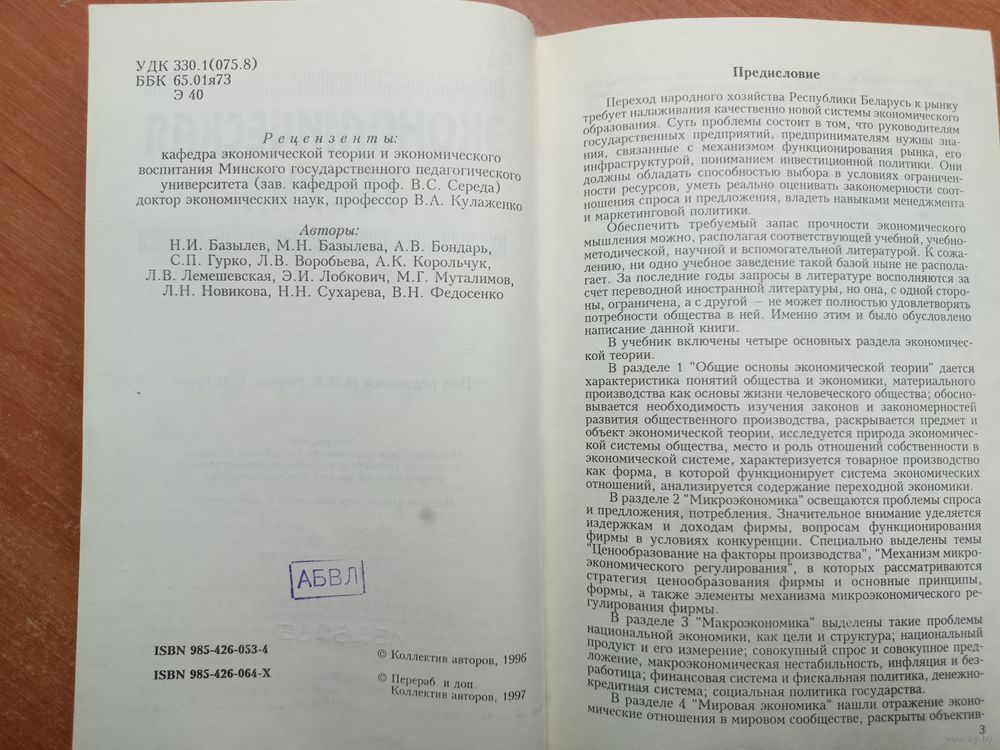 УДК 330.1(075.8)
ББК 65.01я73
Э 40
Рецензенты:
кафедра экономической теории и экономического
воспитания Минского государственного педагогического
университета (зав. кафедрой проф. В.С. Середа)
доктор экономических наук, профессор В.А. Кулаженко
Авторы:
Н.И. Базылев, М.Н. Базылева, А.В. Бондарь,
С.П. Гурко, Л.В. Воробьева, А.К. Корольчук,
Л.В. Лемешевская, Э.И. Лобкович, М.Г. Муталимов,
Л.Н. Новикова, Н.Н. Сухарева, В.Н. Федосенко
АБВЛ
ISBN 985-426-053-4
ISBN 985-426-064-X
© Коллектив авторов, 1996
© Перераб и доп.
Коллектив авторов, 1997
Предисловие
Переход народного хозяйства Республики Беларусь к рынку
требует налаживания качественно новой системы экономического
образования. Суть проблемы состоит в том, что руководителям
государственных предприятий, предпринимателям нужны зна-
ния, связанные с механизмом функционирования рынка, его
инфраструктурой, пониманием инвестиционной политики. Они
должны обладать способностью выбора в условиях ограничен-
ности ресурсов, уметь реально оценивать закономерности соот-
ношения спроса и предложения, владеть навыками менеджмента
и маркетинговой политики.
Обеспечить требуемый запас прочности экономического
мышления можно, располагая соответствующей учебной, учебно-
методической, научной и вспомогательной литературой. К сожа-
лению, ни одно учебное заведение такой базой ныне не распола-
гает. За последние годы запросы в литературе восполняются за
счет переводной иностранной литературы, но она, с одной сторо-
ны, ограничена, а с другой — не может полностью удовлетворять
потребности общества в ней. Именно этим и было обусловлено
написание данной книги.
В учебник включены четыре основных раздела экономичес-
кой теории.
В разделе 1 "Общие основы экономической теории" дается
характеристика понятий общества и экономики, материального
производства как основы жизни человеческого общества; обосно-
вывается необходимость изучения законов и закономерностей
развития общественного производства, раскрывается предмет и
объект экономической теории, исследуется природа экономичес-
кой системы общества, место и роль отношений собственности в
экономической системе, характеризуется товарное производство
как форма, в которой функционирует система экономических
отношений, анализируется содержание переходной экономики.
В разделе 2 "Микроэкономика" освещаются проблемы спроса
и предложения, потребления. Значительное внимание уделяется
издержкам и доходам фирмы, вопросам функционирования
фирмы в условиях конкуренции. Специально выделены темы
"Ценообразование на факторы производства", "Механизм микро-
экономического регулирования", в которых рассматриваются
стратегия ценообразования фирмы и основные принципы,
формы, а также элементы механизма микроэкономического ре-
гулирования фирмы.
В разделе 3 "Макроэкономика" выделены такие проблемы
национальной экономики, как цели и структура; национальный
продукт и его измерение; совокупный спрос и совокупное пред-
ложение, макроэкономическая нестабильность, инфляция и без-
работица; финансовая система и фискальная политика, денежно-
кредитная система; социальная политика государства.
В разделе 4 "Мировая экономика" нашли отражение эконо-
мические отношения в мировом сообществе, раскрыты объектив-
3
www.ay.by